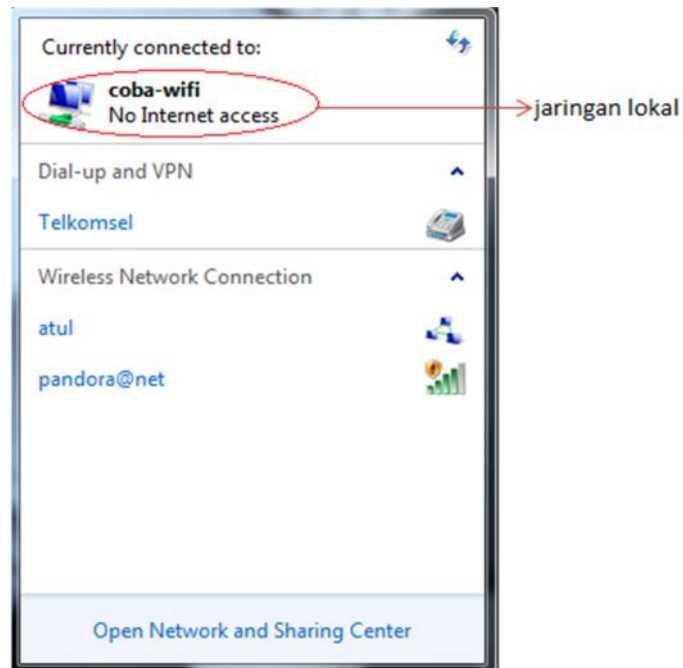 Currently connected to:
coba-wifi
No Internet access
jaringan lokal
Dial-up and VPN
Telkomsel
Wireless Network Connection
atul
pandora@net
Open Network and Sharing Center